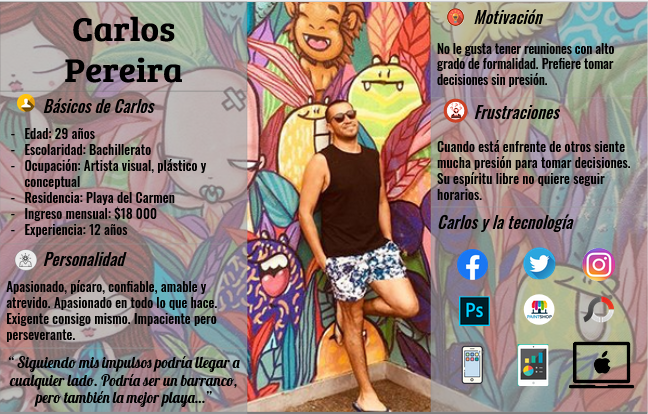 Carlos
Pereira
Básicos de Carlos
- Edad: 29 años
- Escolaridad: Bachillerato
- Ocupación: Artista visual, plástico y
conceptual
- Residencia: Playa del Carmen
- Ingreso mensual: $18 000
- Experiencia: 12 años
Personalidad
Apasionado, pícaro, confiable, amable y
atrevido. Apasionado en todo lo que hace.
Exigente consigo mismo. Impaciente pero
perseverante.
“ Siguiendo mis impulsos podría llegar a
cualquier lado. Podría ser un barranco,
pero también la mejor playa...”
Motivación
No le gusta tener reuniones con alto
grado de formalidad. Prefiere tomar
decisiones sin presión.
Frustraciones
Cuando está enfrente de otros siente
mucha presión para tomar decisiones.
Su espíritu libre no quiere seguir
horarios.
Carlos y la tecnología
Ps
PAINTSHOP